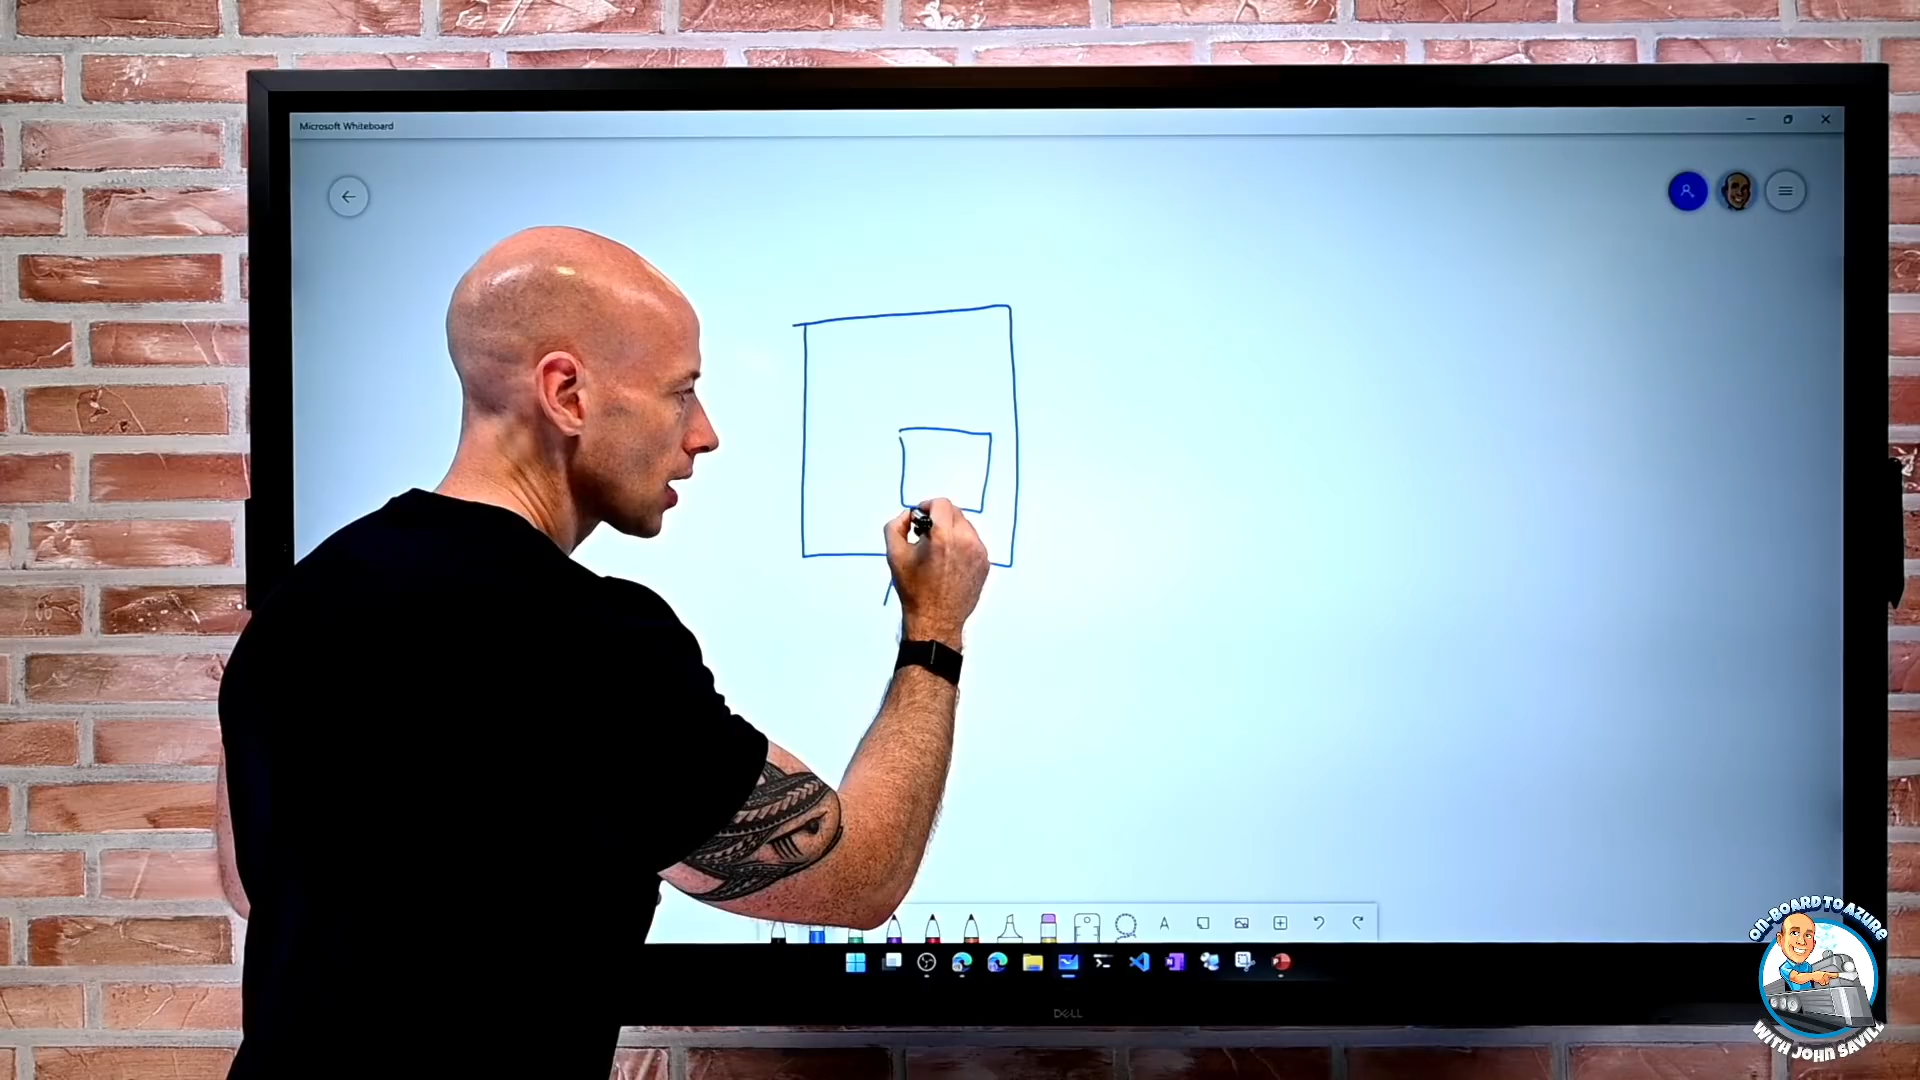 Microsoft Whiteboard
A
DELL
ON-BOARD TO AZURE
WITH JOHN SAVILL